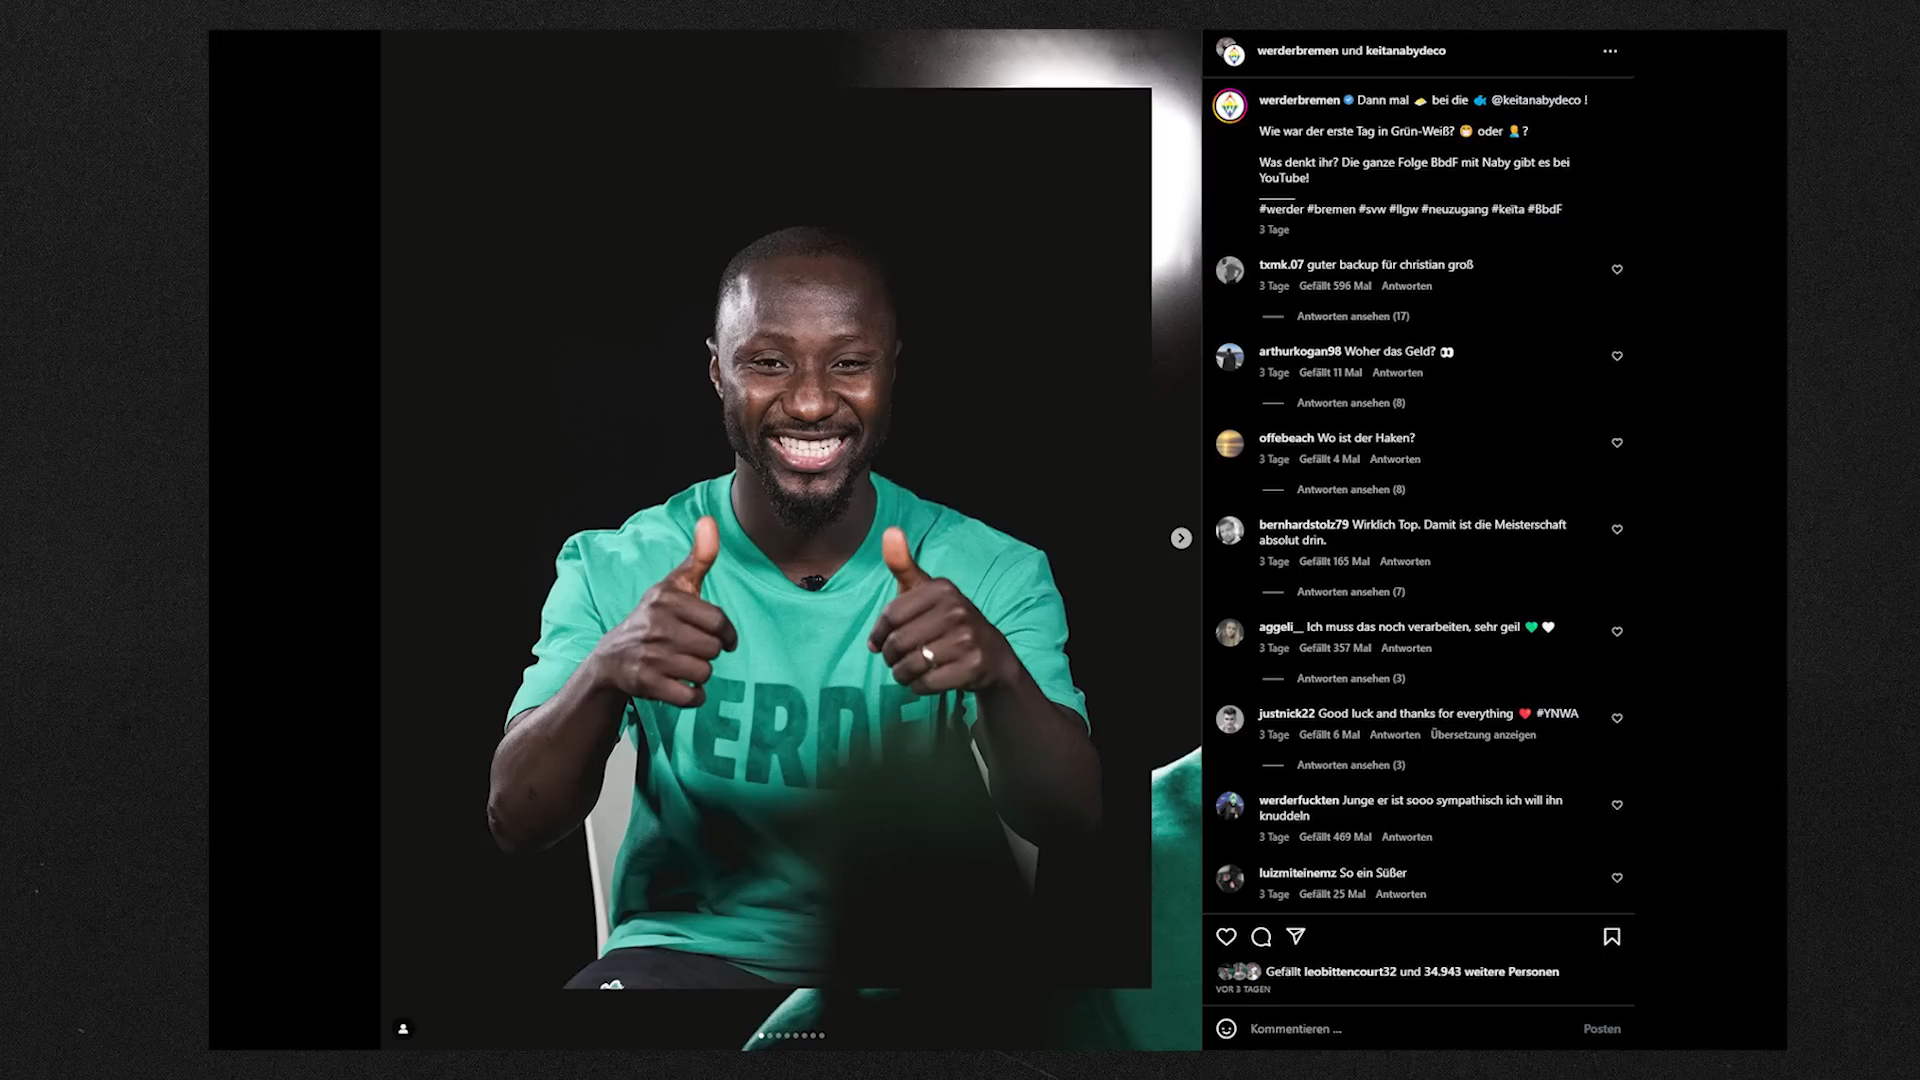 werderbremen und keitanabydeco
werderbremen Dann mal 🧈 bei die 🐟 @keitanabydeco !
Wie war der erste Tag in Grün-Weiß? 😁 oder 🤦?
Was denkt ihr? Die ganze Folge BbdF mit Naby gibt es bei
YouTube!
______
#werder #bremen #svw #llgw #neuzugang #keïta #BbdF
3 Tage
txmk.07 guter backup für christian groß
3 Tage Gefällt 596 Mal Antworten
Antworten ansehen (17)
arthurkogan98 Woher das Geld? 👀
3 Tage Gefällt 11 Mal Antworten
Antworten ansehen (8)
offebeach Wo ist der Haken?
3 Tage Gefällt 4 Mal Antworten
Antworten ansehen (8)
bernhardstolz79 Wirklich Top. Damit ist die Meisterschaft
absolut drin.
3 Tage Gefällt 165 Mal Antworten
Antworten ansehen (7)
aggeli__ Ich muss das noch verarbeiten, sehr geil 💚 🤍
3 Tage Gefällt 357 Mal Antworten
Antworten ansehen (3)
justnick22 Good luck and thanks for everything ❤️ #YNWA
3 Tage Gefällt 6 Mal Antworten Übersetzung anzeigen
Antworten ansehen (3)
werderfuckten Junge er ist sooo sympathisch ich will ihn
knuddeln
3 Tage Gefällt 469 Mal Antworten
luizmiteinemz So ein Süßer
3 Tage Gefällt 25 Mal Antworten
Gefällt leobittencourt32 und 34.943 weitere Personen
VOR 3 TAGEN
Kommentieren ... Posten
WERDER